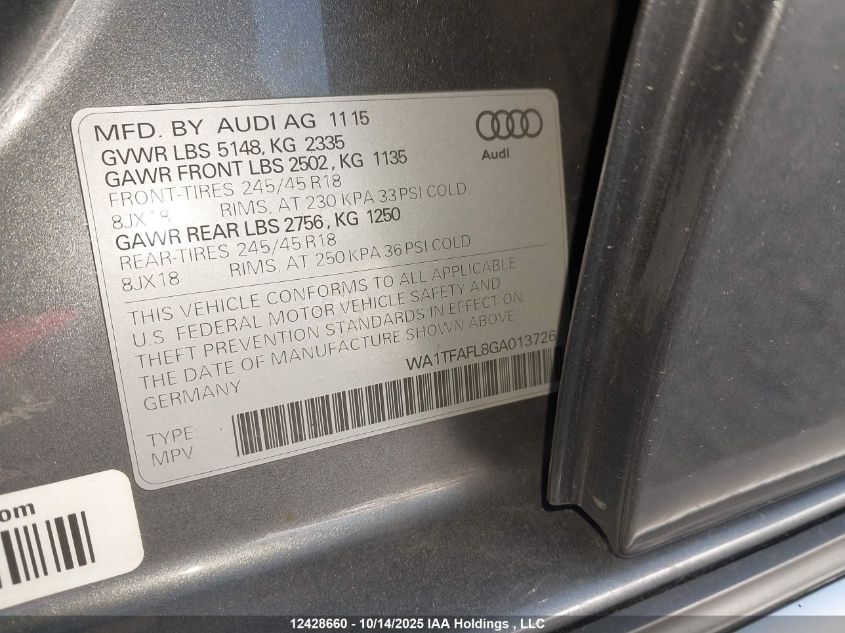 MFD. BY AUDI AG 11 15
GVWR LBS 5148, KG 2335
GAWR FRONT LBS 2502, KG 1135
FRONT-TIRES 245/45 R18
8JX18 RIMS, AT 230 KPA 33 PSI COLD
GAWR REAR LBS 2756, KG 1250
REAR-TIRES 245/45 R18
8JX18 RIMS, AT 250 KPA 36 PSI COLD
Audi
THIS VEHICLE CONFORMS TO ALL APPLICABLE
U.S. FEDERAL MOTOR VEHICLE SAFETY AND
THEFT PREVENTION STANDARDS IN EFFECT ON
THE DATE OF MANUFACTURE SHOWN ABOVE
GERMANY
WA1TFAFL8GA013726
TYPE
MPV
om
12428660 - 10/14/2025 IAA Holdings , LLC